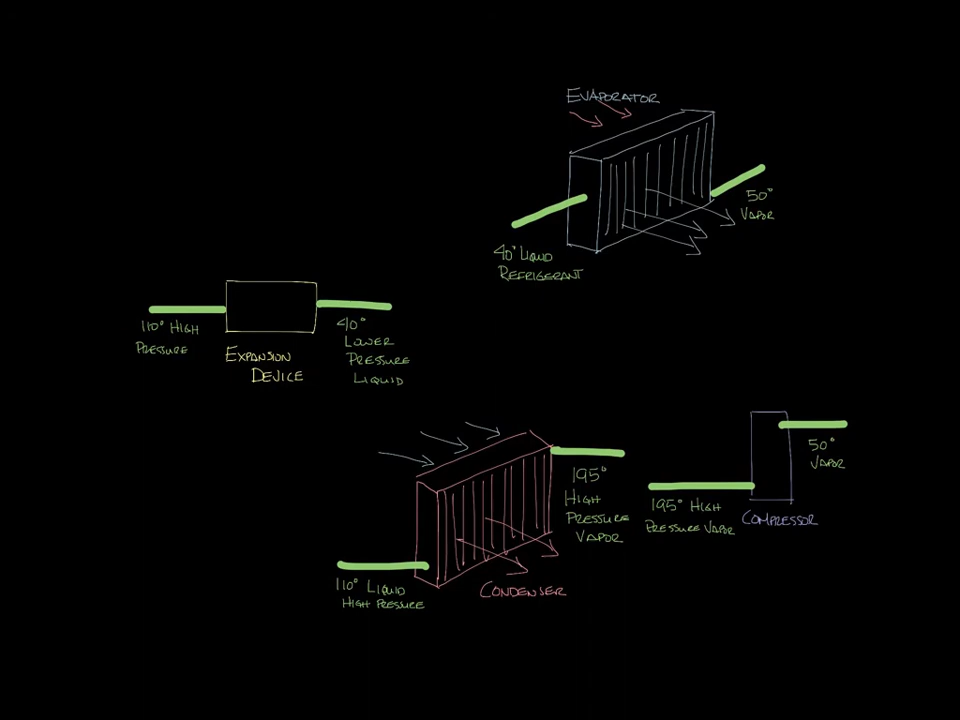 EVAPORATOR
50°
VAPOR
40° LIQUID
REFRIGERANT
110° HIGH
PRESSURE
EXPANSION
DEVICE
40°
LOWER
PRESSURE
LIQUID
195°
HIGH
PRESSURE
VAPOR
110° LIQUID
HIGH PRESSURE
CONDENSER
50°
VAPOR
195° HIGH
PRESSURE VAPOR
COMPRESSOR